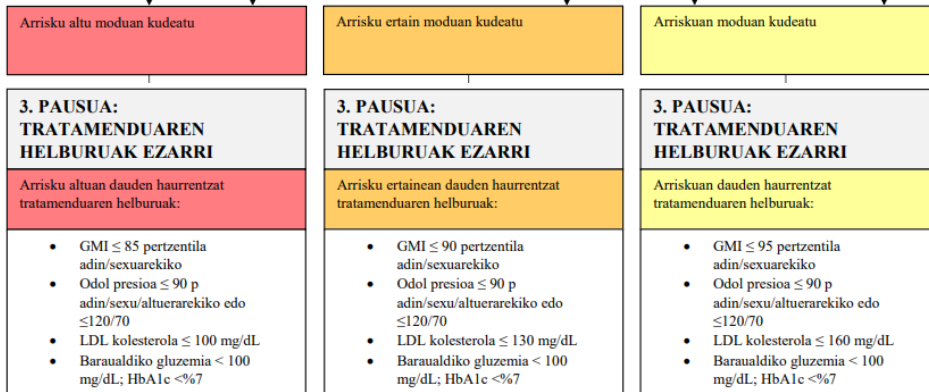 Arrisku altu moduan kudeatu
3. PAUSUA:
TRATAMENDUAREN
HELBURUAK EZARRI
Arrisku altuan dauden haurrentzat
tratamenduaren helburuak:
• GMI ≤ 85 pertzentila
adin/sexuarekiko
• Odol presioa ≤ 90 p
adin/sexu/altuerarekiko edo
≤120/70
• LDL kolesterola ≤ 100 mg/dL
• Baraualdiko gluzemia < 100
mg/dL; HbA1c <%7
Arrisku ertain moduan kudeatu
3. PAUSUA:
TRATAMENDUAREN
HELBURUAK EZARRI
Arrisku ertainean dauden haurrentzat
tratamenduaren helburuak:
• GMI ≤ 90 pertzentila
adin/sexuarekiko
• Odol presioa ≤ 90 p
adin/sexu/altuerarekiko edo
≤120/70
• LDL kolesterola ≤ 130 mg/dL
• Baraualdiko gluzemia < 100
mg/dL; HbA1c <%7
Arriskuan moduan kudeatu
3. PAUSUA:
TRATAMENDUAREN
HELBURUAK EZARRI
Arriskuan dauden haurrentzat
tratamenduaren helburuak:
• GMI ≤ 95 pertzentila
adin/sexuarekiko
• Odol presioa ≤ 90 p
adin/sexu/altuerarekiko edo
≤120/70
• LDL kolesterola ≤ 160 mg/dL
• Baraualdiko gluzemia < 100
mg/dL; HbA1c <%7